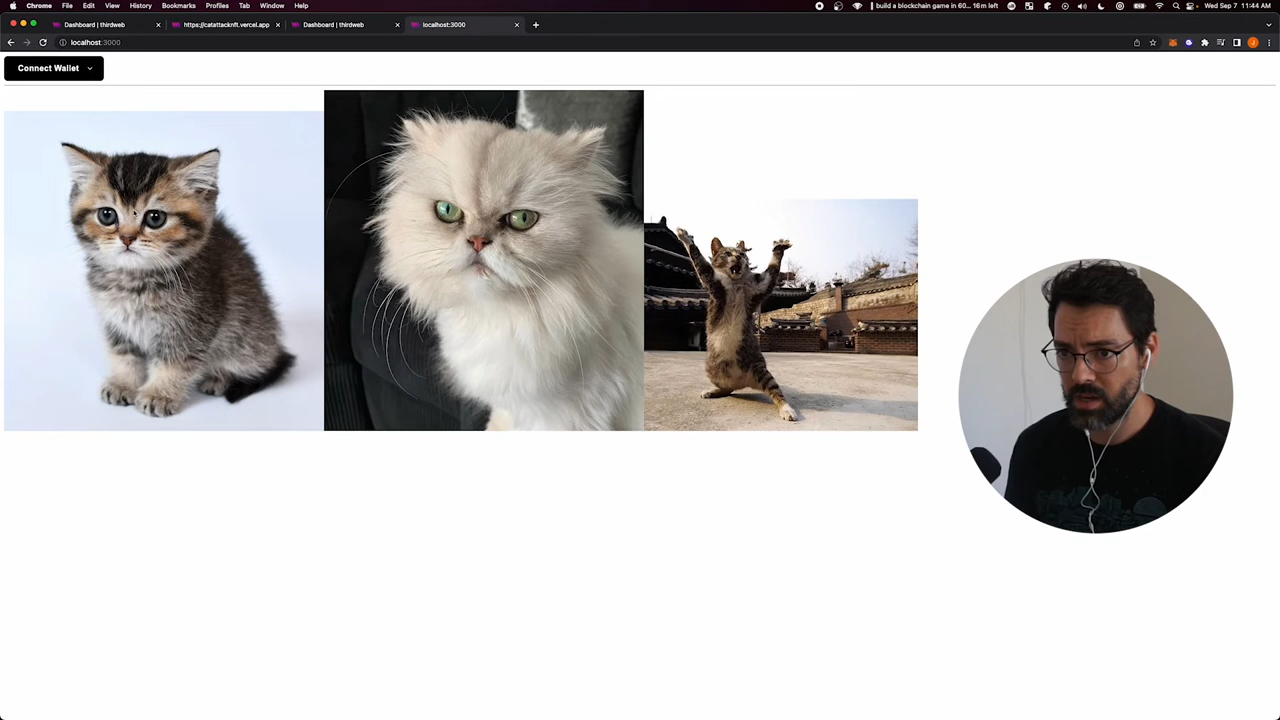 Chrome File Edit View History Bookmarks Profiles Tab Window Help
build a blockchain game in 60... 16m left
Wed Sep 7 11:44 AM
Dashboard | thirdweb
https://catattacknft.vercel.app
Dashboard | thirdweb
localhost:3000
localhost:3000
Connect Wallet